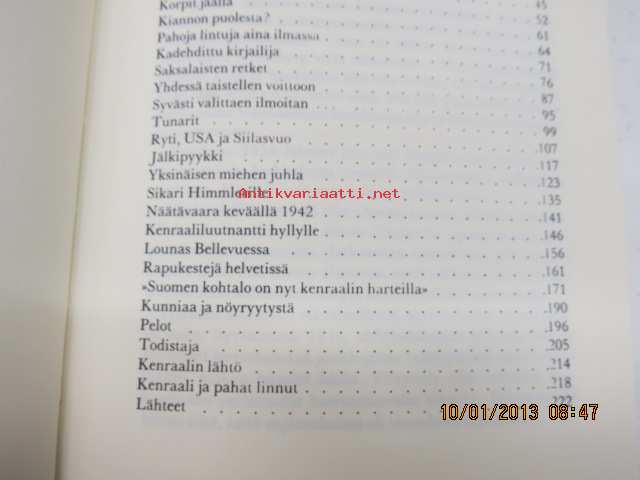 Korpit jäällä . . . . . . . . . . 45
Kiannon puolesta? . . . . . . . . . . 52
Pahoja lintuja aina ilmassa . . . . . . . . . . 61
Kadehdittu kirjailija . . . . . . . . . . 64
Saksalaisten retket . . . . . . . . . . 71
Yhdessä taistellen voittoon . . . . . . . . . . 76
Syvästi valittaen ilmoitan . . . . . . . . . . 87
Tunarit . . . . . . . . . . 95
Ryti, USA ja Siilasvuo . . . . . . . . . . 99
Jälkipyykki . . . . . . . . . . 107
Yksinäisen miehen juhla . . . . . . . . . . 117
Sikari Himmlerille . . . . . . . . . . 123
Antikvariaatti.net
Näätävaara keväällä 1942 . . . . . . . . . . 135
Kenraaliluutnantti hyllylle . . . . . . . . . . 141
Lounas Bellevuessa . . . . . . . . . . 146
Rapukestejä helvetissä . . . . . . . . . . 156
»Suomen kohtalo on nyt kenraalin harteilla» . . . . . . . . . . 161
Kunniaa ja nöyryytystä . . . . . . . . . . 171
Pelot . . . . . . . . . . 190
Todistaja . . . . . . . . . . 196
Kenraalin lähtö . . . . . . . . . . 205
Kenraali ja pahat linnut . . . . . . . . . . 214
Lähteet . . . . . . . . . . 218
222
10/01/2013 08:47